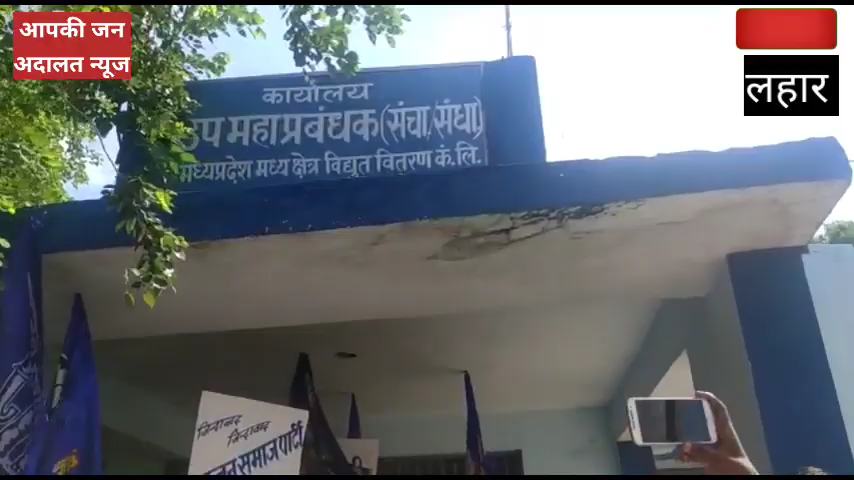 आपकी जन
अदालत न्यूज
लहार
कार्यालय
उप महाप्रबंधक(संचा/संधा)
मध्यप्रदेश मध्य क्षेत्र विद्युत वितरण कं.लि.
जिंदाबाद
जिंदाबाद
समाज पार्टी